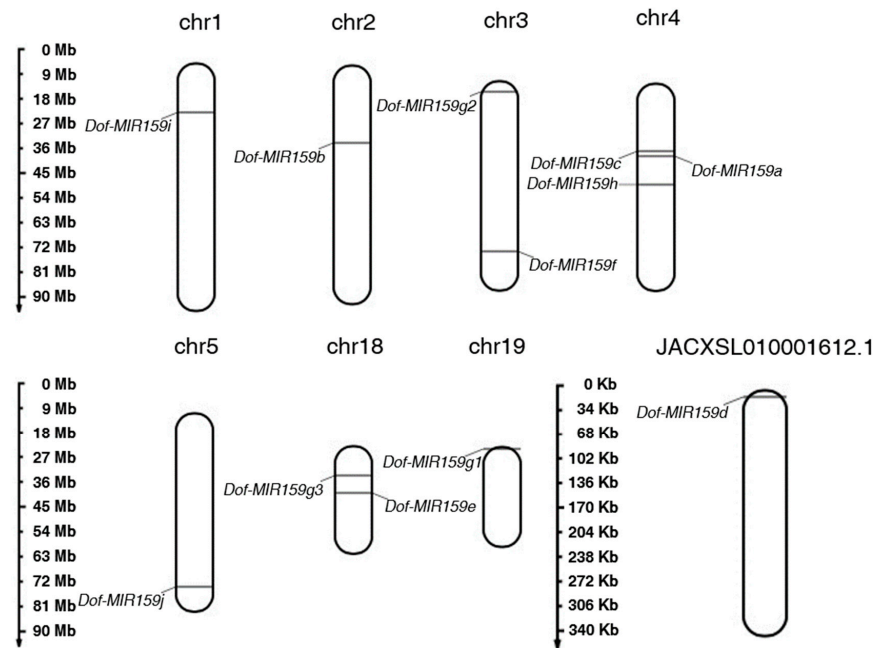 chr1
chr2
chr3
chr4
0 Mb
9 Mb
18 Mb
27 Mb
36 Mb
45 Mb
54 Mb
63 Mb
72 Mb
81 Mb
90 Mb
Dof-MIR159i
Dof-MIR159b
Dof-MIR159g2
Dof-MIR159f
Dof-MIR159c
Dof-MIR159a
Dof-MIR159h
chr5
chr18
chr19
JACXSL010001612.1
0 Mb
9 Mb
18 Mb
27 Mb
36 Mb
45 Mb
54 Mb
63 Mb
72 Mb
81 Mb
90 Mb
Dof-MIR159j
Dof-MIR159g3
Dof-MIR159e
Dof-MIR159g1
0 Kb
34 Kb
68 Kb
102 Kb
136 Kb
170 Kb
204 Kb
238 Kb
272 Kb
306 Kb
340 Kb
Dof-MIR159d